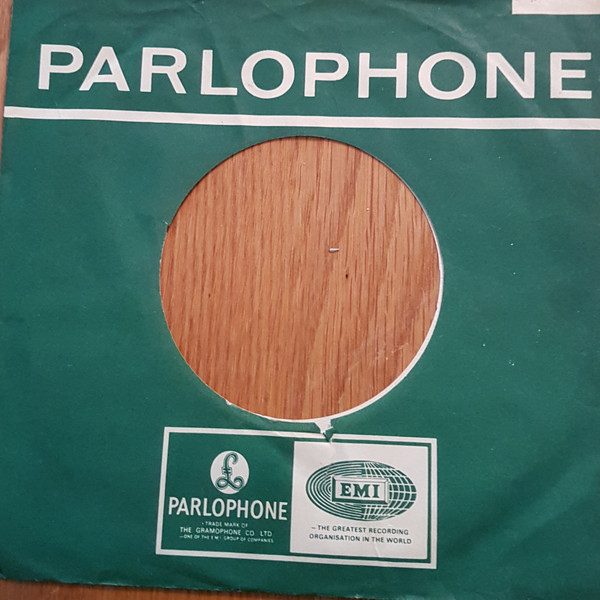 PARLOPHONE
£
PARLOPHONE
TRADE MARK OF
THE GRAMOPHONE CO. LTD.
—ONE OF THE E M I GROUP OF COMPANIES
EMI
— THE GREATEST RECORDING
ORGANISATION IN THE WORLD